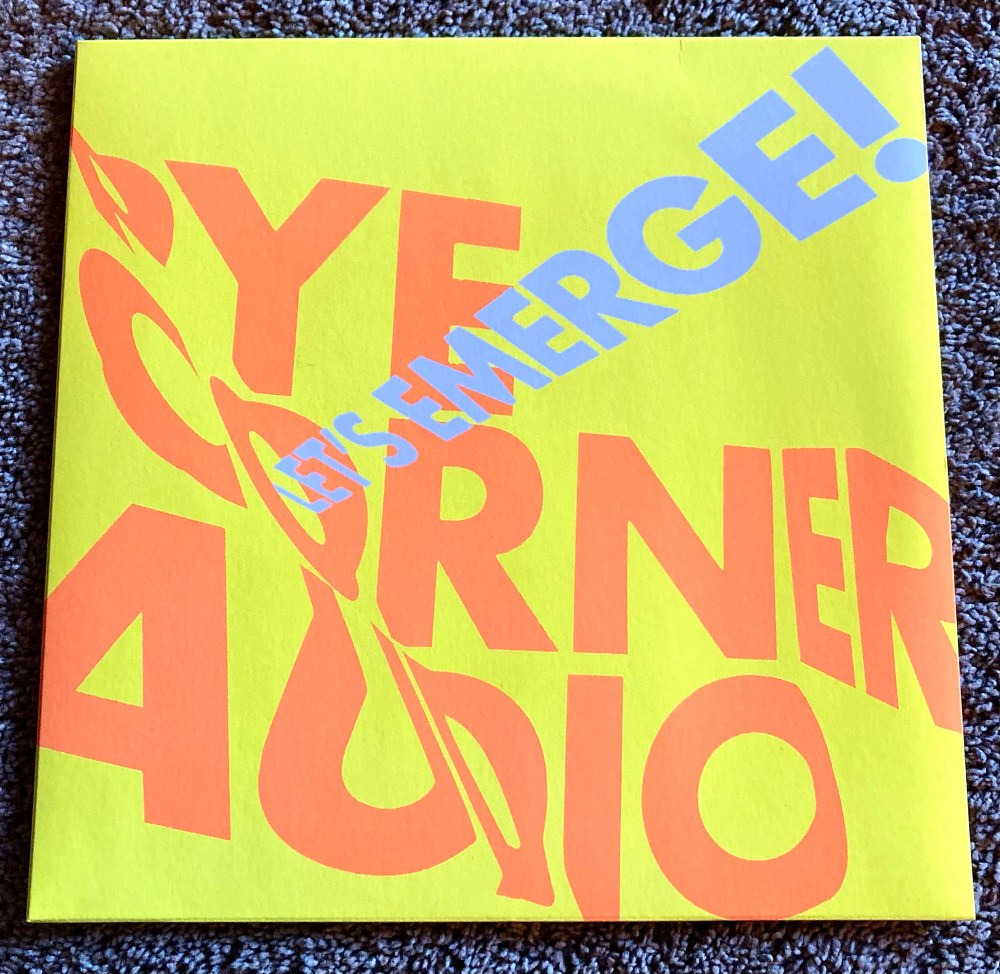 PYE
CORNER
AUDIO
LET'S EMERGE!